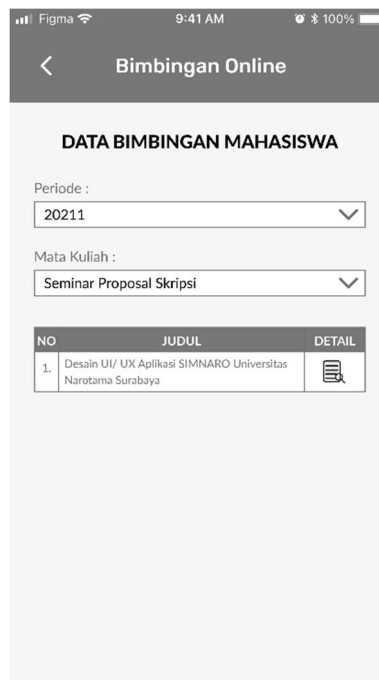 Figma 9:41 AM 100%
Bimbingan Online
DATA BIMBINGAN MAHASISWA
Periode :
20211
Mata Kuliah :
Seminar Proposal Skripsi
NO JUDUL DETAIL
1. Desain UI/ UX Aplikasi SIMNARO Universitas
Narotama Surabaya